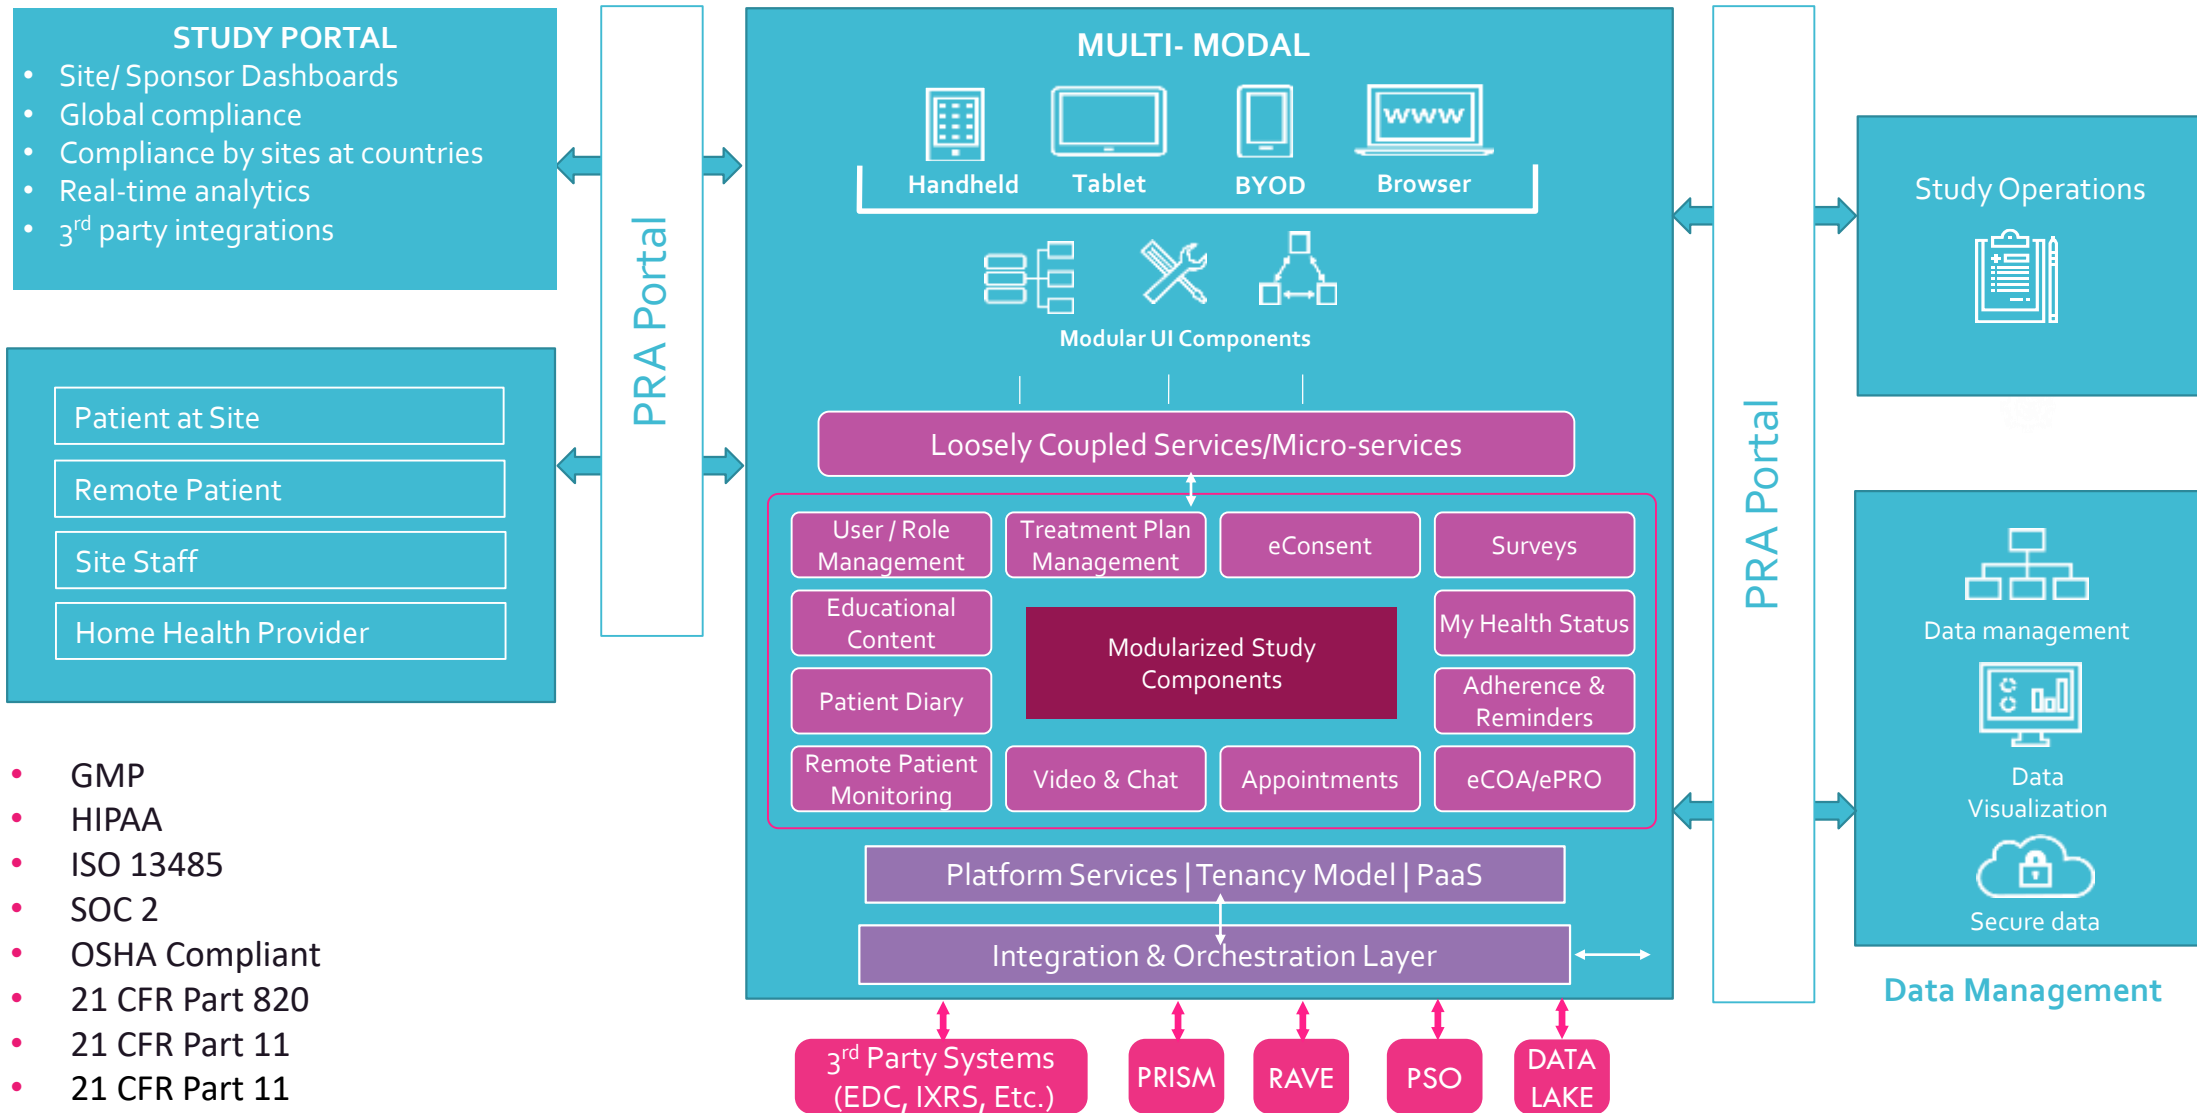 STUDY PORTAL
• Site/ Sponsor Dashboards
• Global compliance
• Compliance by sites at countries
• Real-time analytics
• 3rd party integrations
Patient at Site
Remote Patient
Site Staff
Home Health Provider
• GMP
• HIPAA
• ISO 13485
• SOC 2
• OSHA Compliant
• 21 CFR Part 820
• 21 CFR Part 11
• 21 CFR Part 11
PRA Portal
MULTI- MODAL
www
Handheld
Tablet
BYOD
Browser
Modular UI Components
Loosely Coupled Services/Micro-services
User / Role
Management
Treatment Plan
Management
eConsent
Surveys
Educational
Content
Modularized Study
Components
My Health Status
Patient Diary
Adherence &
Reminders
Remote Patient
Monitoring
Video & Chat
Appointments
eCOA/ePRO
Platform Services | Tenancy Model | PaaS
Integration & Orchestration Layer
3rd Party Systems
(EDC, IXRS, Etc.)
PRISM
RAVE
PSO
DATA
LAKE
PRA Portal
Study Operations
Data management
Data
Visualization
Secure data
Data Management